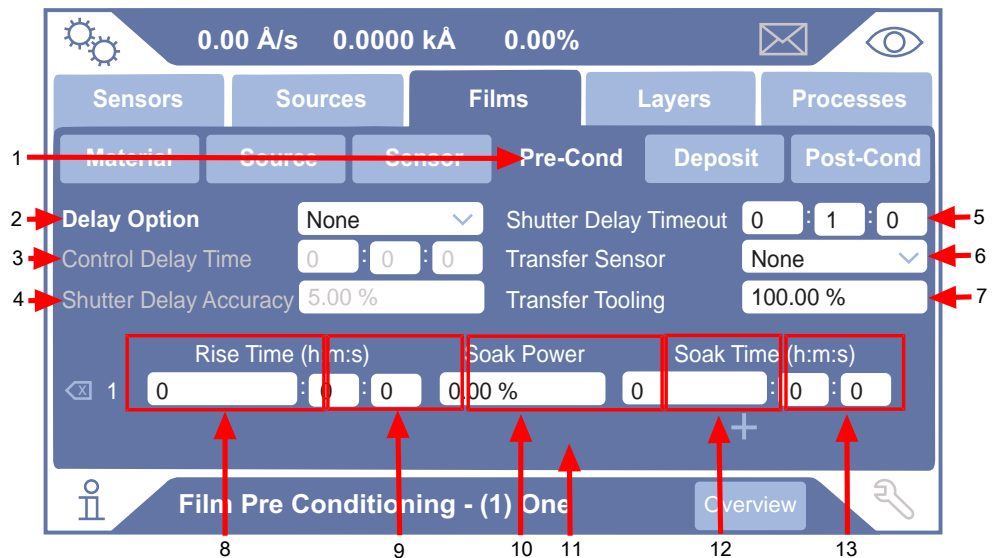 0.00 Å/s 0.0000 kÅ 0.00%
Sensors Sources Films Layers Processes
1 Material Source Sensor Pre-Cond Deposit Post-Cond
2 Delay Option None Shutter Delay Timeout 0 : 1 : 0 5
3 Control Delay Time 0 : 0 : 0 Transfer Sensor None 6
4 Shutter Delay Accuracy 5.00 % Transfer Tooling 100.00 % 7
Rise Time (h:m:s) Soak Power Soak Time (h:m:s)
x 1 0 : 0 : 0 0.00 % 0 : 0 : 0
+
i Film Pre Conditioning - (1) One Overview
8 9 10 11 12 13